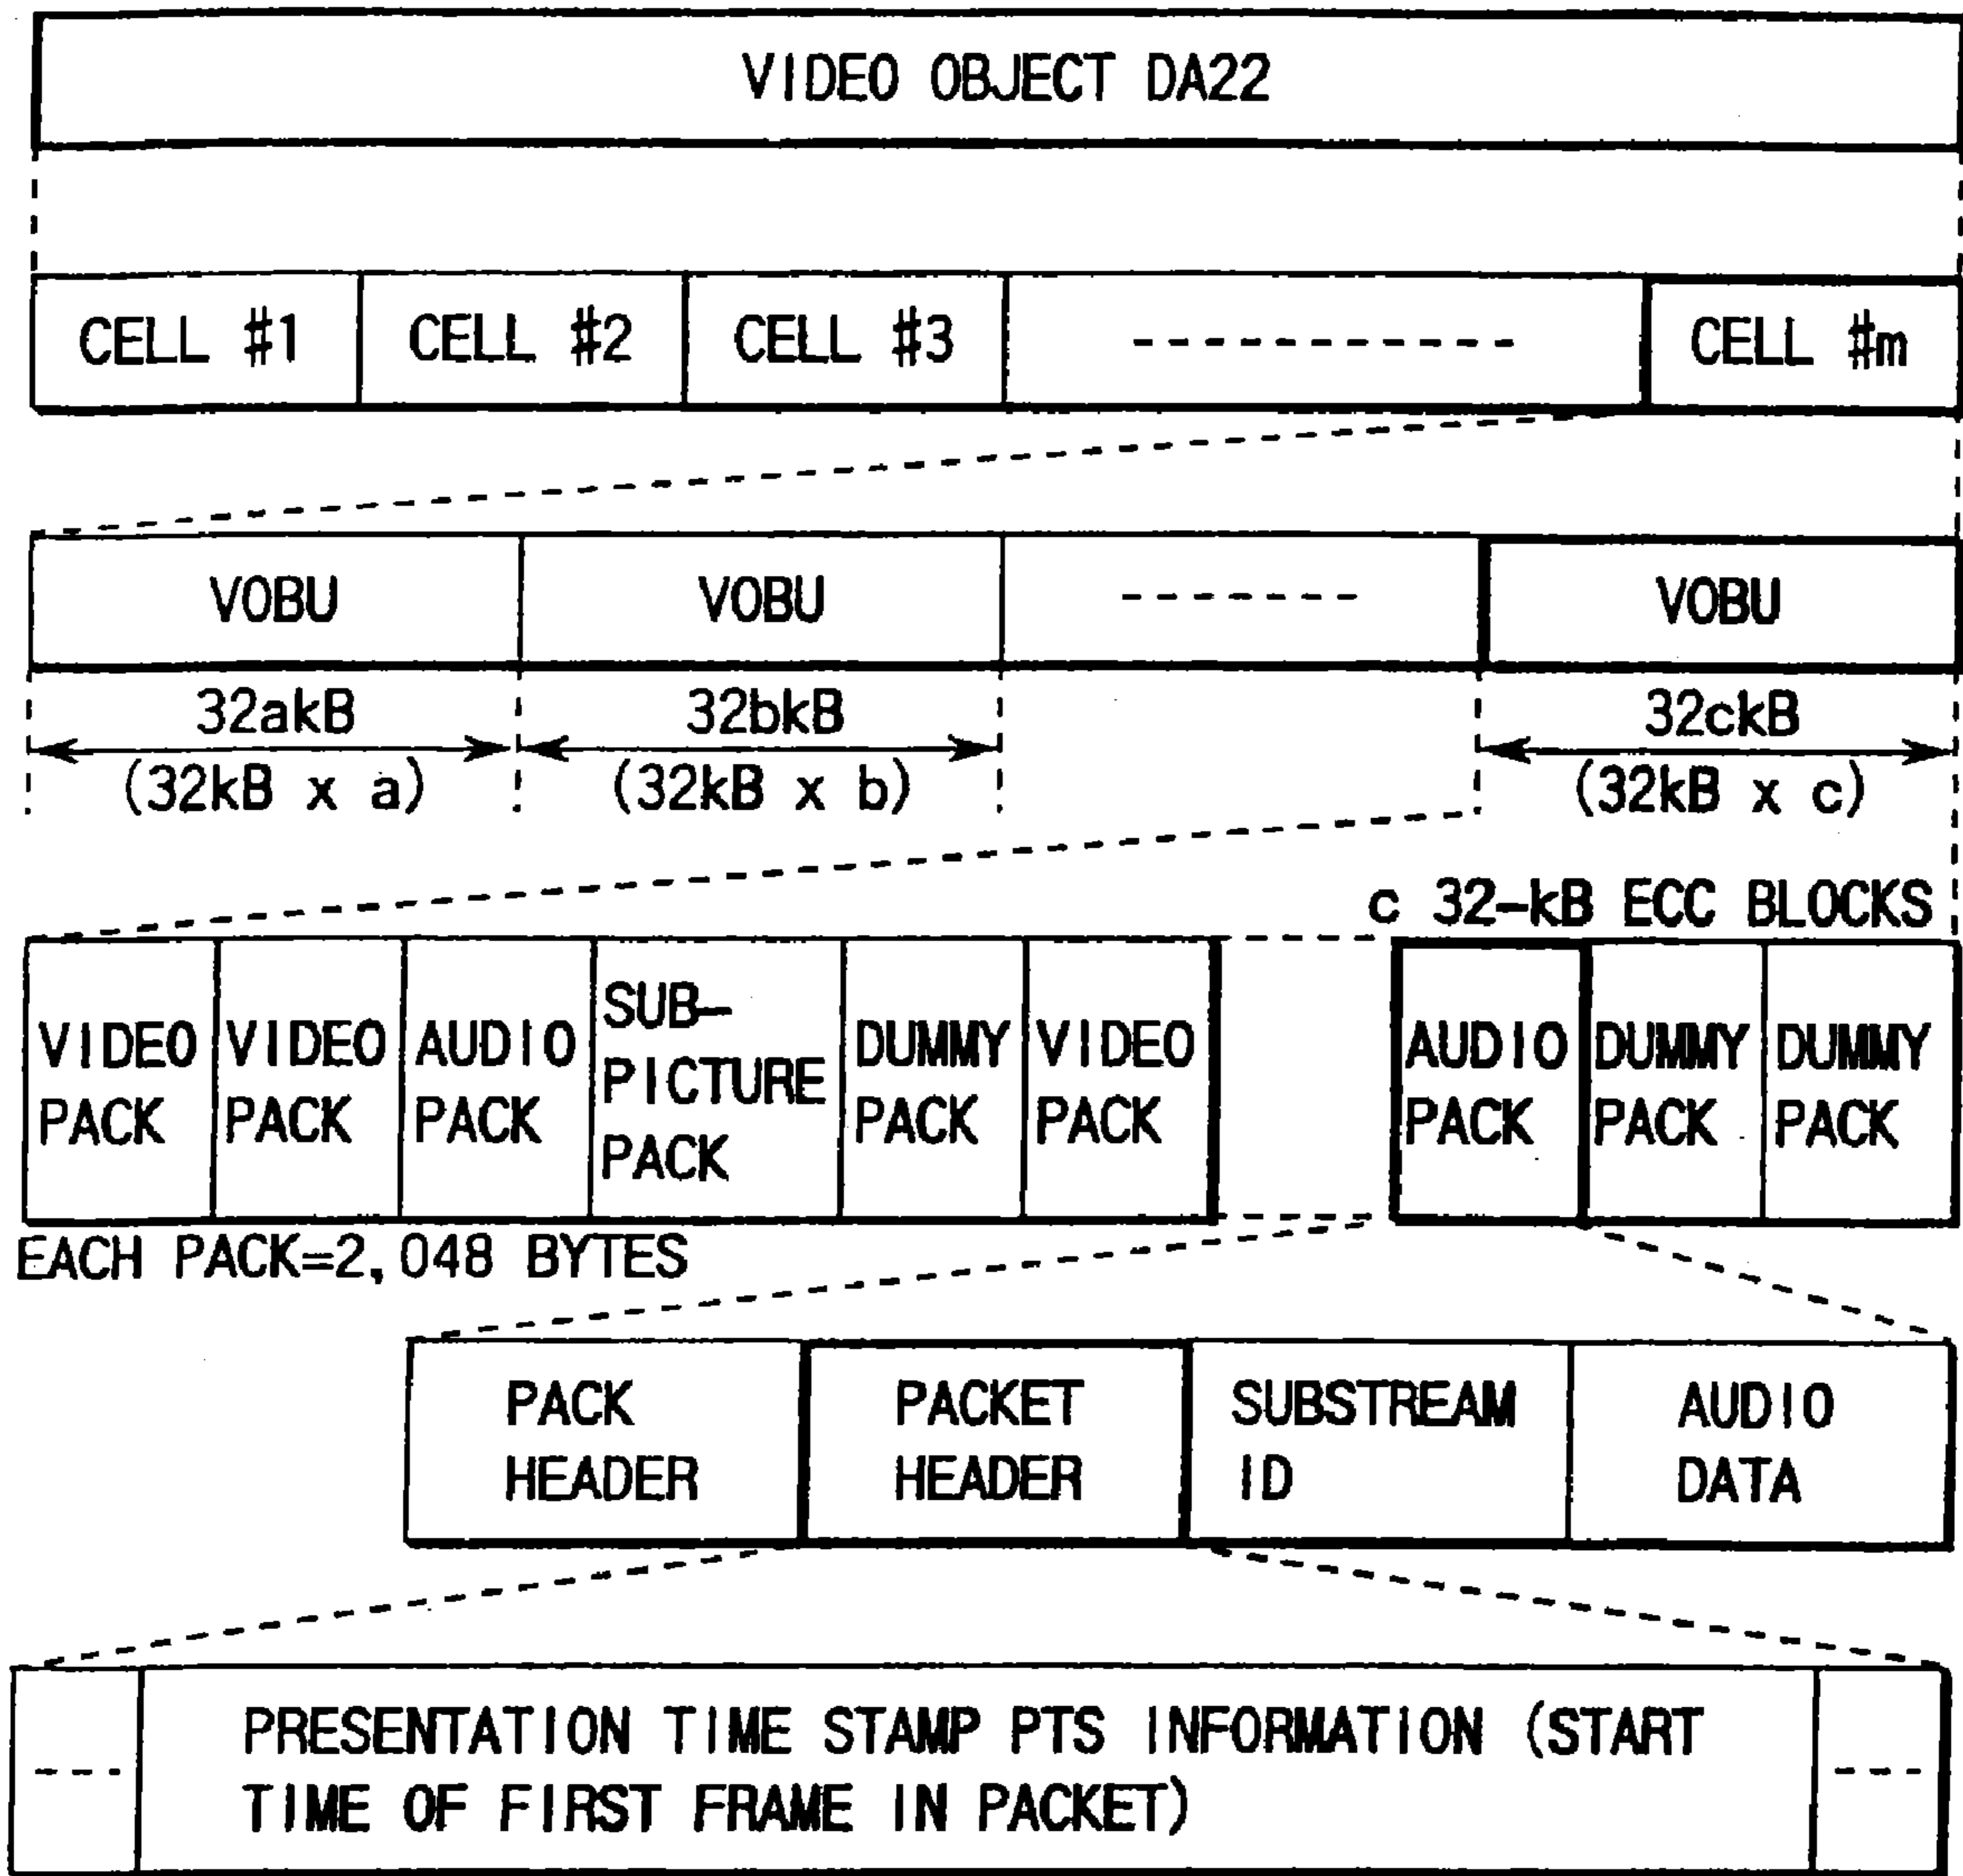 VIDEO OBJECT DA22
CELL #1
CELL #2
CELL #3
-----------
CELL #m
VOBU
VOBU
-------
VOBU
32akB
(32kB x a)
32bkB
(32kB x b)
32ckB
(32kB x c)
c 32-kB ECC BLOCKS
VIDEO
PACK
VIDEO
PACK
AUDIO
PACK
SUB-
PICTURE
PACK
DUMMY
PACK
VIDEO
PACK
AUDIO
PACK
DUMMY
PACK
DUMMY
PACK
EACH PACK=2,048 BYTES
PACK
HEADER
PACKET
HEADER
SUBSTREAM
ID
AUDIO
DATA
---
PRESENTATION TIME STAMP PTS INFORMATION (START
TIME OF FIRST FRAME IN PACKET)
---